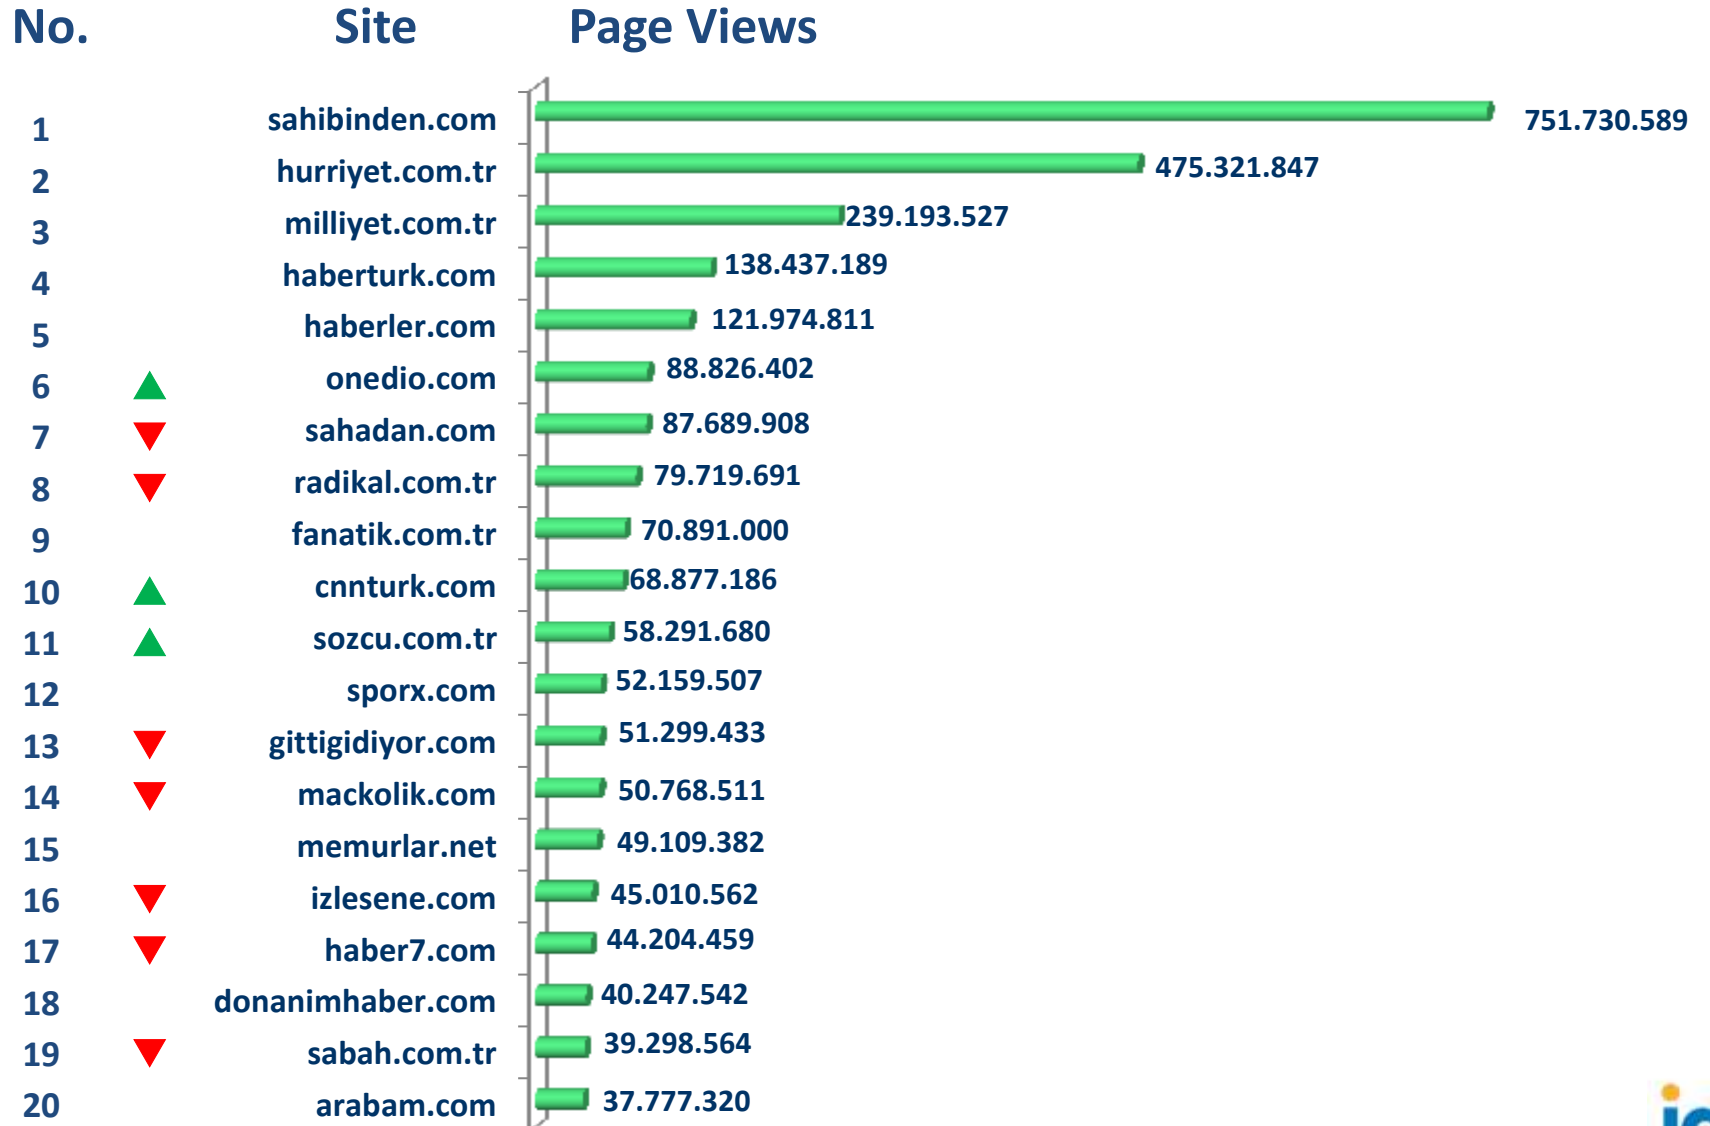 No. Site Page Views
1 sahibinden.com 751.730.589
2 hurriyet.com.tr 475.321.847
3 milliyet.com.tr 239.193.527
4 haberturk.com 138.437.189
5 haberler.com 121.974.811
6 onedio.com 88.826.402
7 sahadan.com 87.689.908
8 radikal.com.tr 79.719.691
9 fanatik.com.tr 70.891.000
10 cnnturk.com 68.877.186
11 sozcu.com.tr 58.291.680
12 sporx.com 52.159.507
13 gittigidiyor.com 51.299.433
14 mackolik.com 50.768.511
15 memurlar.net 49.109.382
16 izlesene.com 45.010.562
17 haber7.com 44.204.459
18 donanimhaber.com 40.247.542
19 sabah.com.tr 39.298.564
20 arabam.com 37.777.320